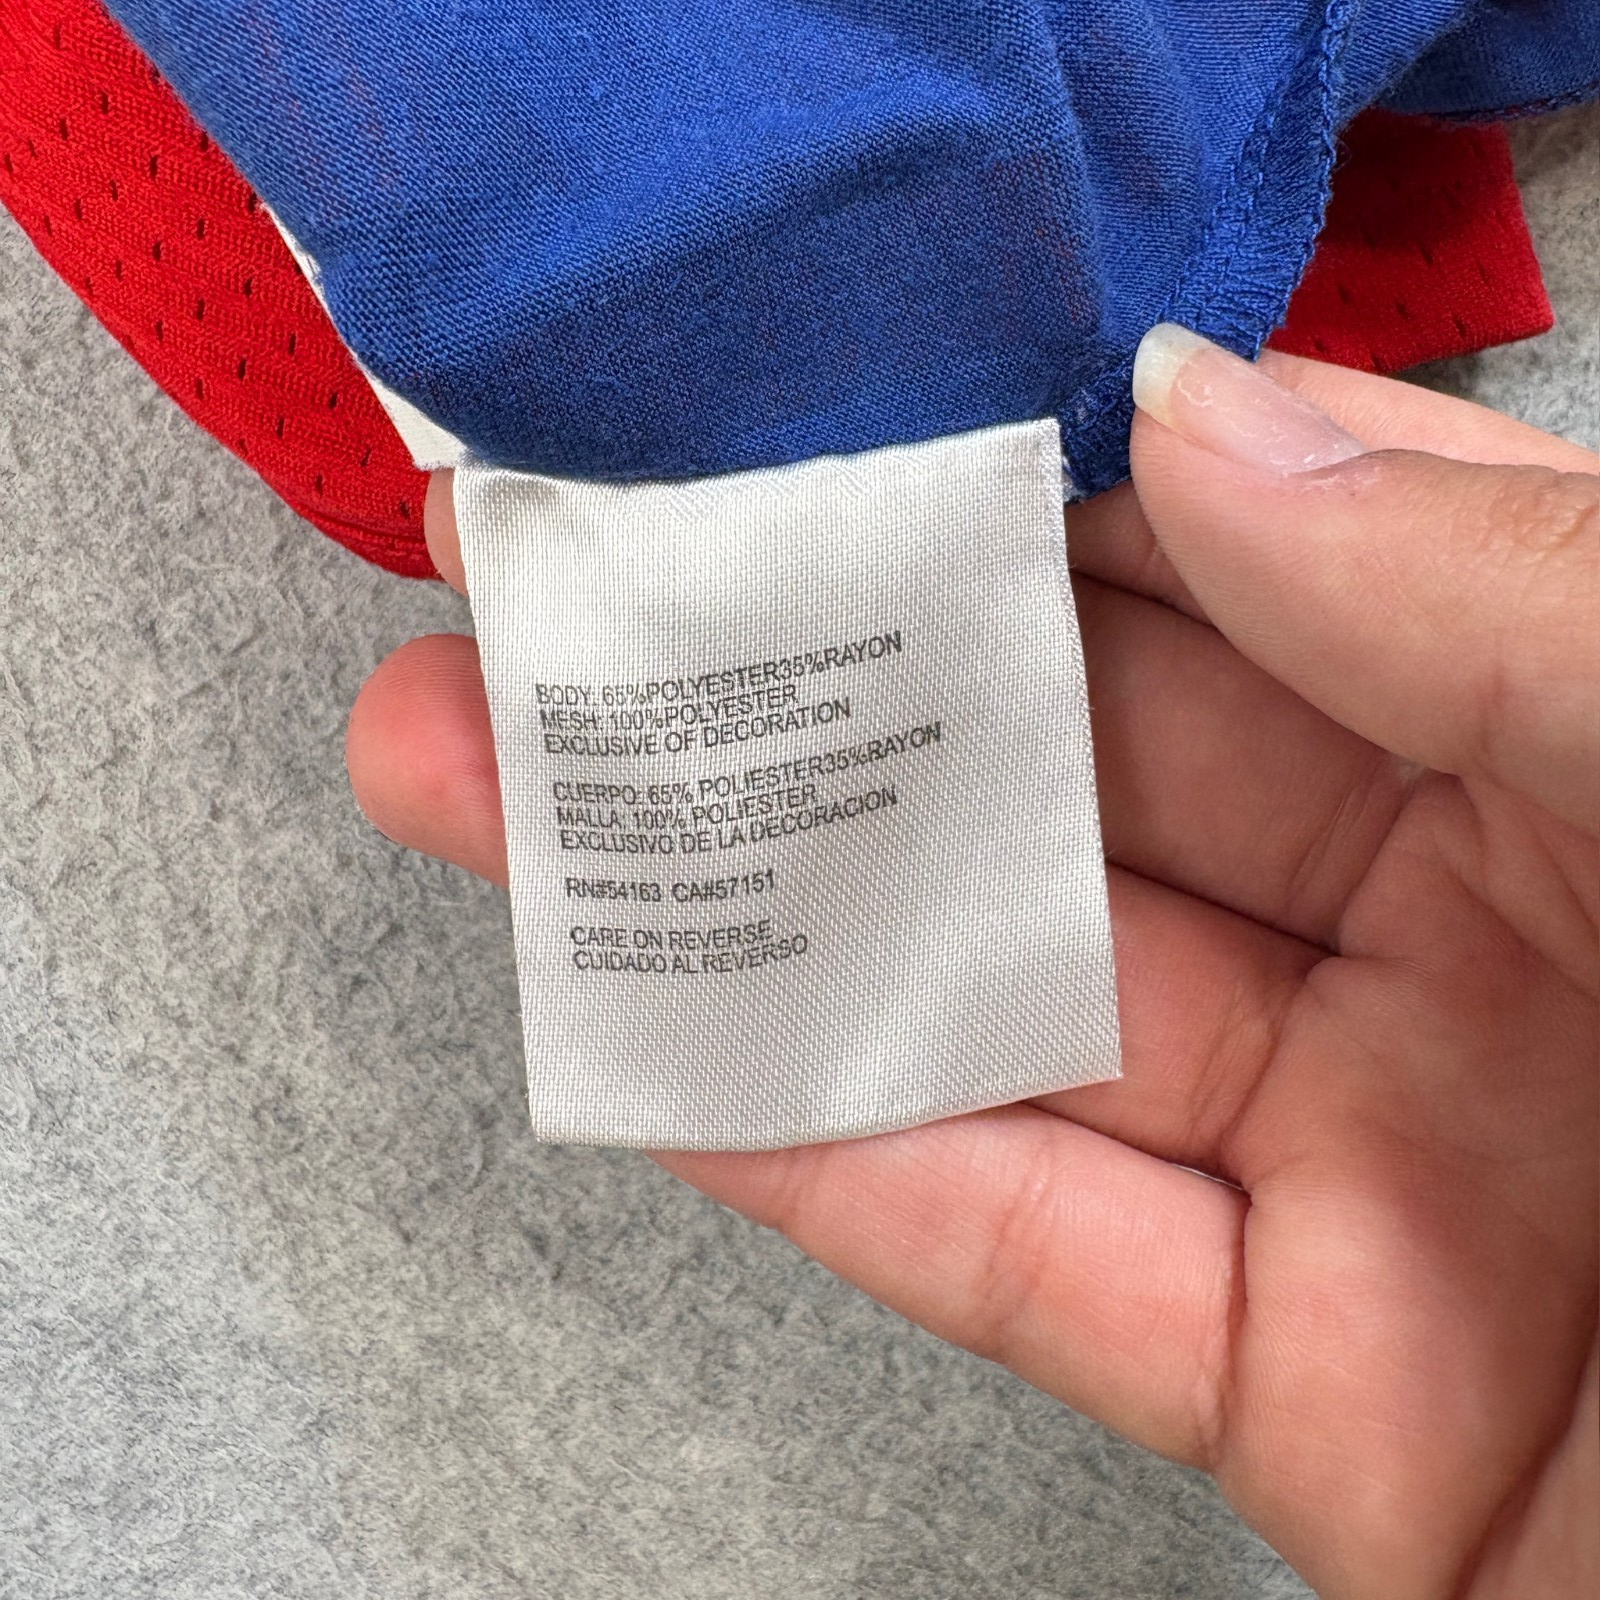 BODY: 65%POLYESTER35%RAYON
MESH: 100%POLYESTER
EXCLUSIVE OF DECORATION
CUERPO: 65% POLIESTER35%RAYON
MALLA: 100% POLIESTER
EXCLUSIVO DE LA DECORACION
RN#54163 CA#57151
CARE ON REVERSE
CUIDADO AL REVERSO